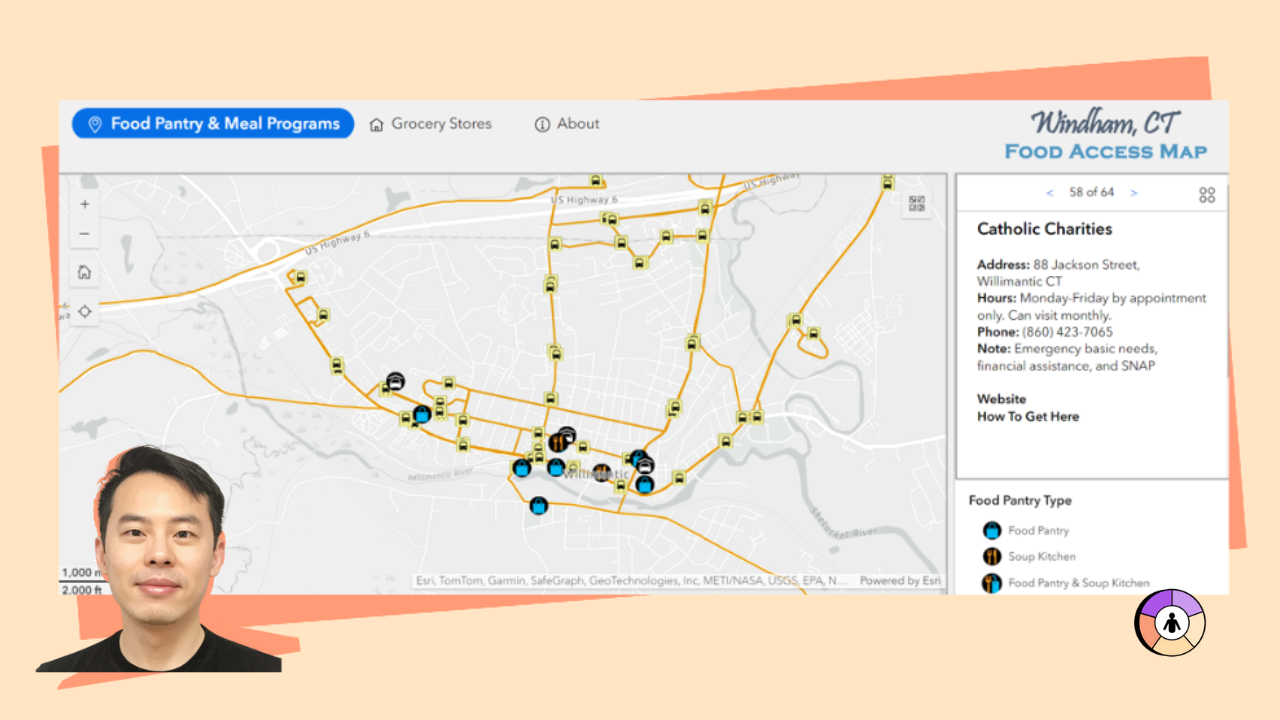 Food Pantry & Meal Programs
Grocery Stores
About
Windham, CT
FOOD ACCESS MAP
US Highway
US Highway 6
US Highway 6
6
58 of 64
Catholic Charities
Address: 88 Jackson Street,
Willimantic CT
Hours: Monday-Friday by appointment
only. Can visit monthly.
Phone: (860) 423-7065
Note: Emergency basic needs,
financial assistance, and SNAP
Website
How To Get Here
Willimantic
Willimantic River
Shetucket River
Food Pantry Type
Food Pantry
Soup Kitchen
Food Pantry & Soup Kitchen
1,000
2,000 ft
Esri, TomTom, Garmin, SafeGraph, GeoTechnologies, Inc, METI/NASA, USGS, EPA, N...
Powered by Esri